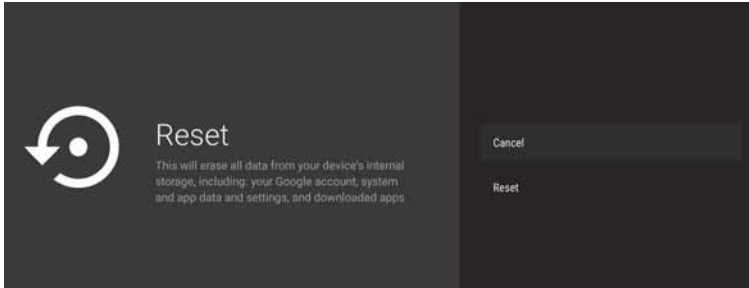 Reset
This will erase all data from your device's internal
storage, including: your Google account, system
and app data and settings, and downloaded apps
Cancel
Reset